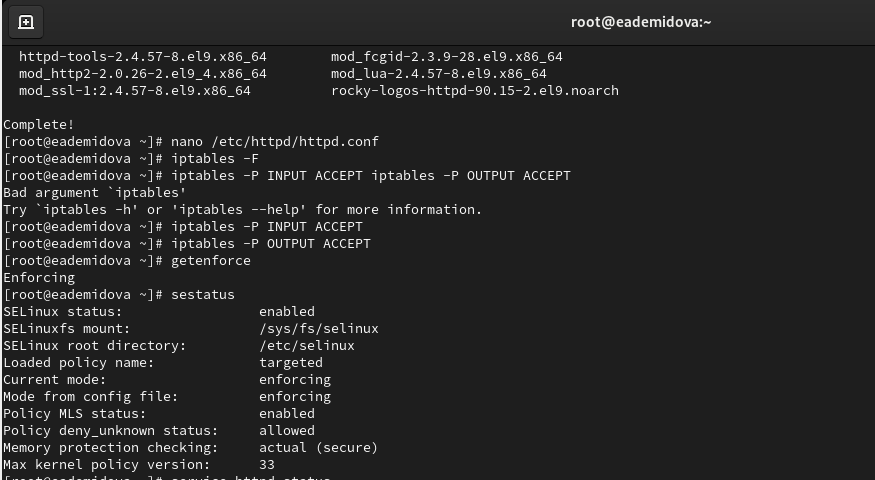 root@eademidova:~
httpd-tools-2.4.57-8.el9.x86_64        mod_fcgid-2.3.9-28.el9.x86_64
mod_http2-2.0.26-2.el9_4.x86_64        mod_lua-2.4.57-8.el9.x86_64
mod_ssl-1:2.4.57-8.el9.x86_64          rocky-logos-httpd-90.15-2.el9.noarch
Complete!
[root@eademidova ~]# nano /etc/httpd/httpd.conf
[root@eademidova ~]# iptables -F
[root@eademidova ~]# iptables -P INPUT ACCEPT iptables -P OUTPUT ACCEPT
Bad argument `iptables'
Try `iptables -h' or 'iptables --help' for more information.
[root@eademidova ~]# iptables -P INPUT ACCEPT
[root@eademidova ~]# iptables -P OUTPUT ACCEPT
[root@eademidova ~]# getenforce
Enforcing
[root@eademidova ~]# sestatus
SELinux status:                 enabled
SELinuxfs mount:                /sys/fs/selinux
SELinux root directory:         /etc/selinux
Loaded policy name:             targeted
Current mode:                   enforcing
Mode from config file:          enforcing
Policy MLS status:              enabled
Policy deny_unknown status:     allowed
Memory protection checking:     actual (secure)
Max kernel policy version:      33
[root@eademidova ~]# service httpd status